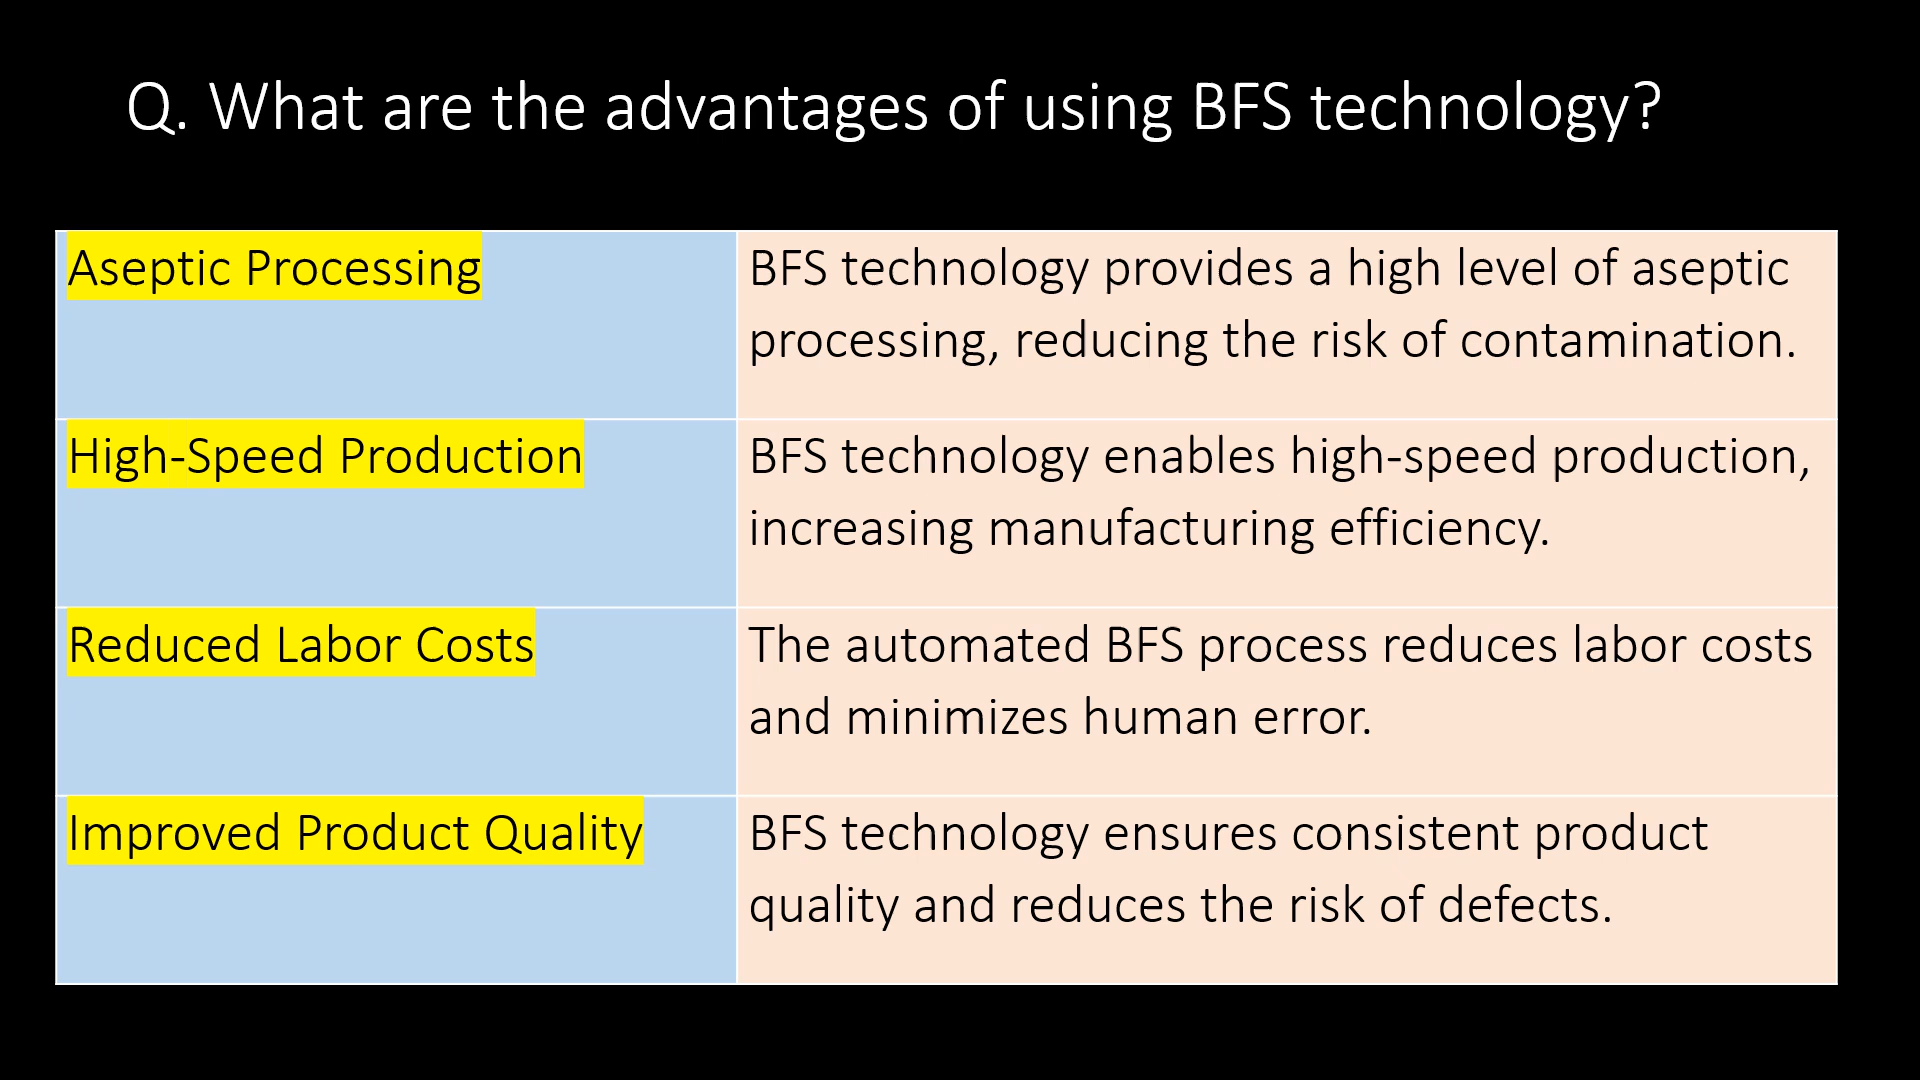 Q. What are the advantages of using BFS technology?
Aseptic Processing
BFS technology provides a high level of aseptic
processing, reducing the risk of contamination.
High-Speed Production
BFS technology enables high-speed production,
increasing manufacturing efficiency.
Reduced Labor Costs
The automated BFS process reduces labor costs
and minimizes human error.
Improved Product Quality
BFS technology ensures consistent product
quality and reduces the risk of defects.